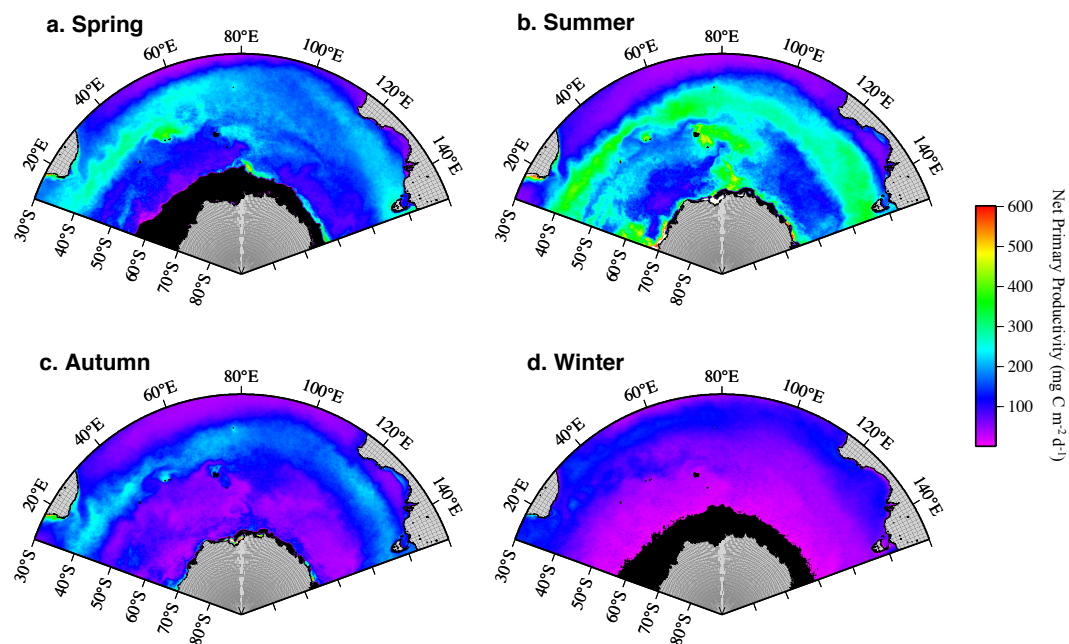 a. Spring
80°E
60°E
100°E
40°E
120°E
20°E
140°E
30°S
40°S
50°S
60°S
70°S
80°S
b. Summer
80°E
60°E
100°E
40°E
120°E
20°E
140°E
30°S
40°S
50°S
60°S
70°S
80°S
c. Autumn
80°E
60°E
100°E
40°E
120°E
20°E
140°E
30°S
40°S
50°S
60°S
70°S
80°S
d. Winter
80°E
60°E
100°E
40°E
120°E
20°E
140°E
30°S
40°S
50°S
60°S
70°S
80°S
600
500
400
300
200
100
Net Primary Productivity (mg C m⁻² d⁻¹)